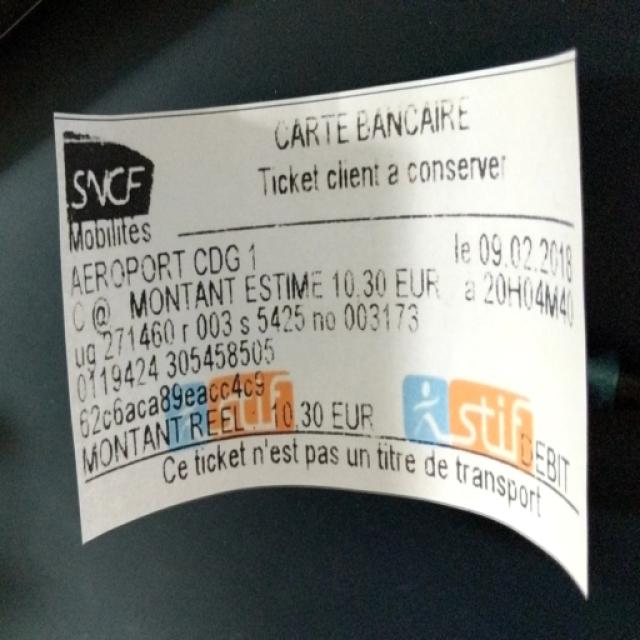 CARTE BANCAIRE
Ticket client a conserver
SNCF
Mobilites
AEROPORT CDG 1 le 09.02.2018
C @ MONTANT ESTIME 10.30 EUR a 20H04M40
ug 271460 r 003 s 5425 no 003173
0119424 305458505
62c6aca89eacc4c9
stif stif
MONTANT REEL 10.30 EUR DEBIT
Ce ticket n'est pas un titre de transport